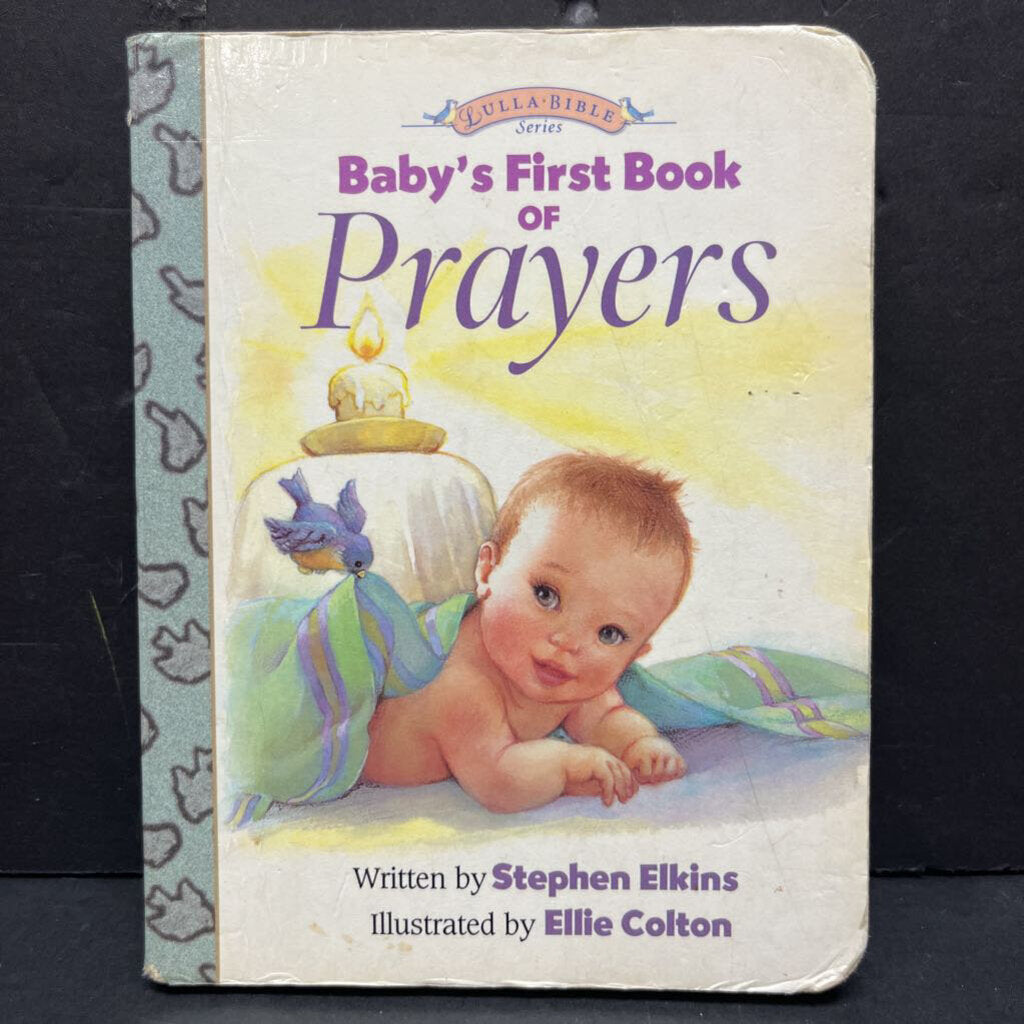 LULLA·BIBLE
Series
Baby's First Book
OF
Prayers
Written by Stephen Elkins
Illustrated by Ellie Colton